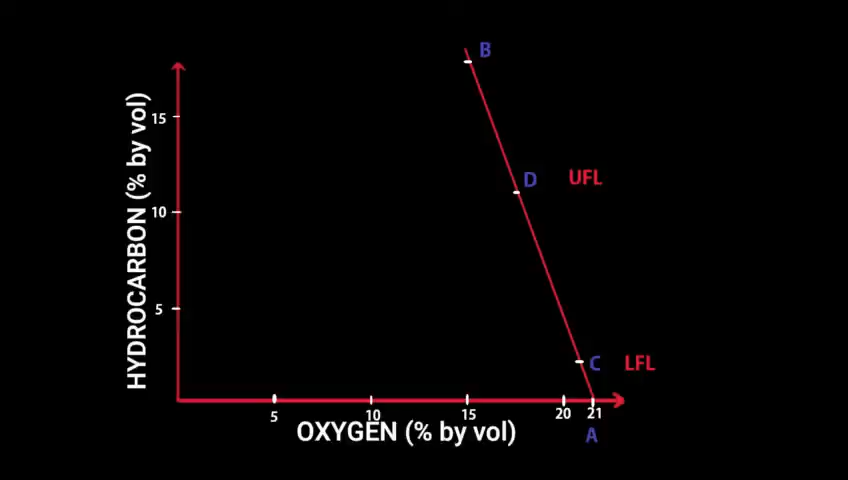 B
15
D
UFL
10
HYDROCARBON (% by vol)
5
C
LFL
5
10
15
20
21
OXYGEN (% by vol)
A